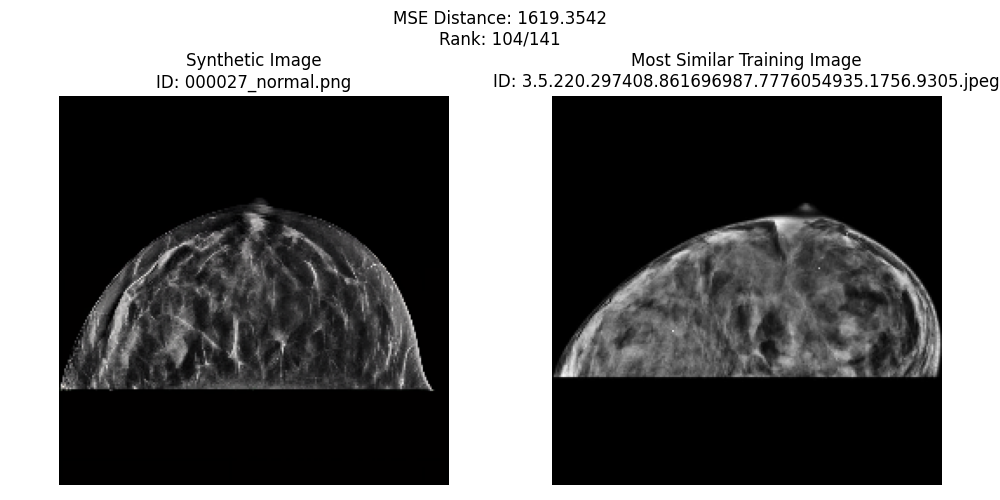 MSE Distance: 1619.3542
Rank: 104/141
Synthetic Image
ID: 000027_normal.png
Most Similar Training Image
ID: 3.5.220.297408.861696987.7776054935.1756.9305.jpeg